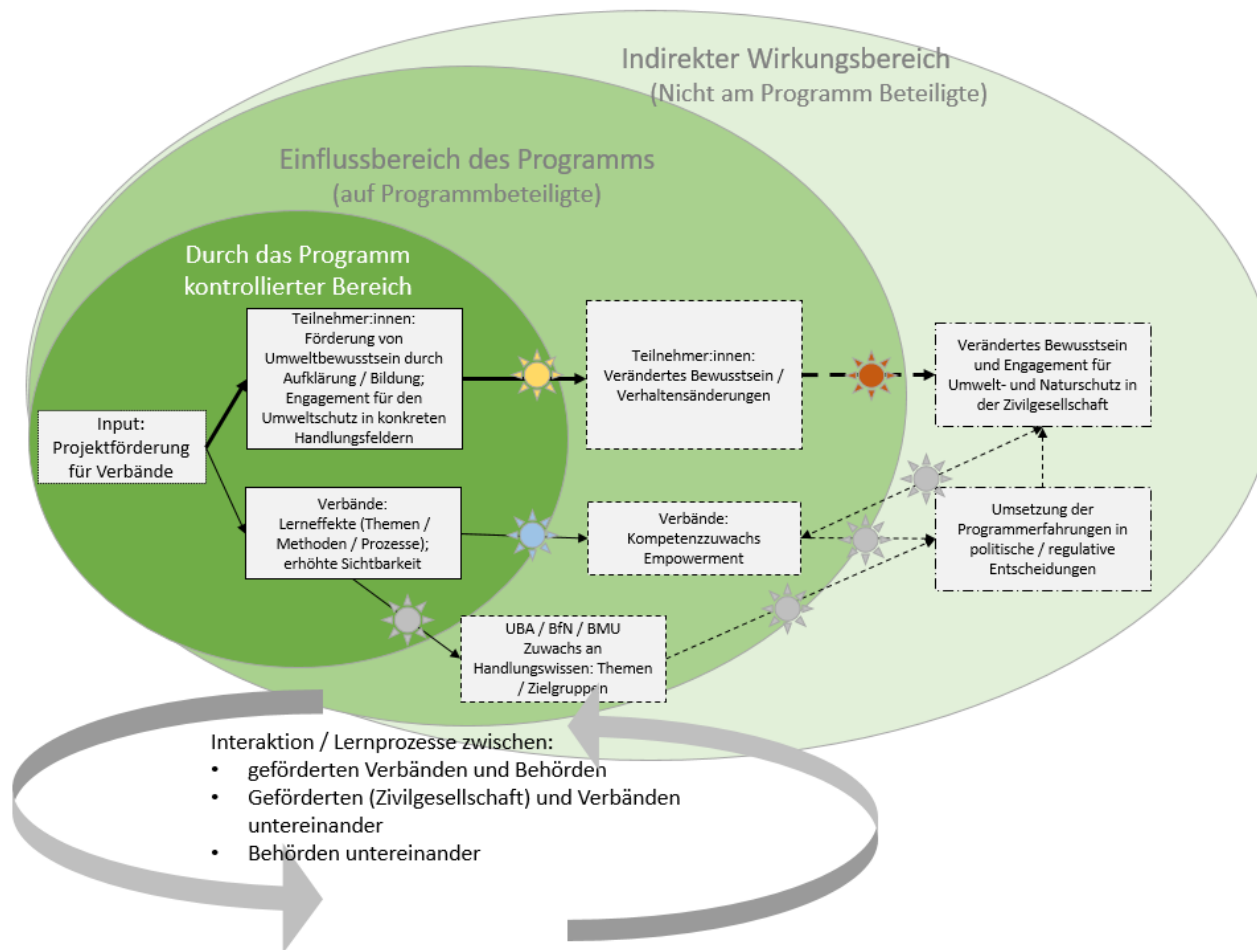 Indirekter Wirkungsbereich
(Nicht am Programm Beteiligte)
Einflussbereich des Programms
(auf Programmbeteiligte)
Durch das Programm
kontrollierter Bereich
Input:
Projektförderung
für Verbände
Teilnehmer:innen:
Förderung von
Umweltbewusstsein durch
Aufklärung / Bildung;
Engagement für den
Umweltschutz in konkreten
Handlungsfeldern
Teilnehmer:innen:
Verändertes Bewusstsein /
Verhaltensänderungen
Verändertes Bewusstsein
und Engagement für
Umwelt- und Naturschutz in
der Zivilgesellschaft
Verbände:
Lerneffekte (Themen /
Methoden / Prozesse);
erhöhte Sichtbarkeit
Verbände:
Kompetenzzuwachs
Empowerment
Umsetzung der
Programmerfahrungen in
politische / regulative
Entscheidungen
UBA / BfN / BMU
Zuwachs an
Handlungswissen: Themen
/ Zielgruppen
Interaktion / Lernprozesse zwischen:
• geförderten Verbänden und Behörden
• Geförderten (Zivilgesellschaft) und Verbänden
untereinander
• Behörden untereinander